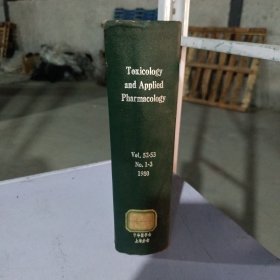 Toxicology
and Applied
Pharmacology
Vol. 52-53
No. 1-3
1980